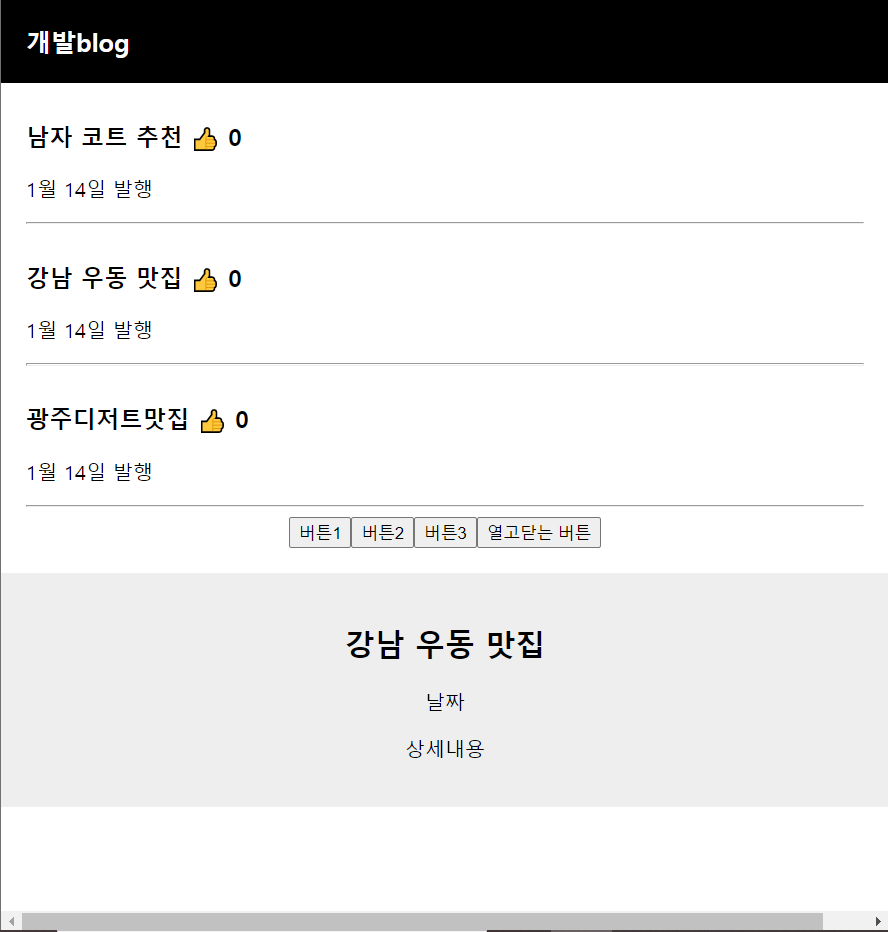 개발blog
남자 코트 추천 👍 0
1월 14일 발행
강남 우동 맛집 👍 0
1월 14일 발행
광주디저트맛집 👍 0
1월 14일 발행
버튼1 버튼2 버튼3 열고닫는 버튼
강남 우동 맛집
날짜
상세내용